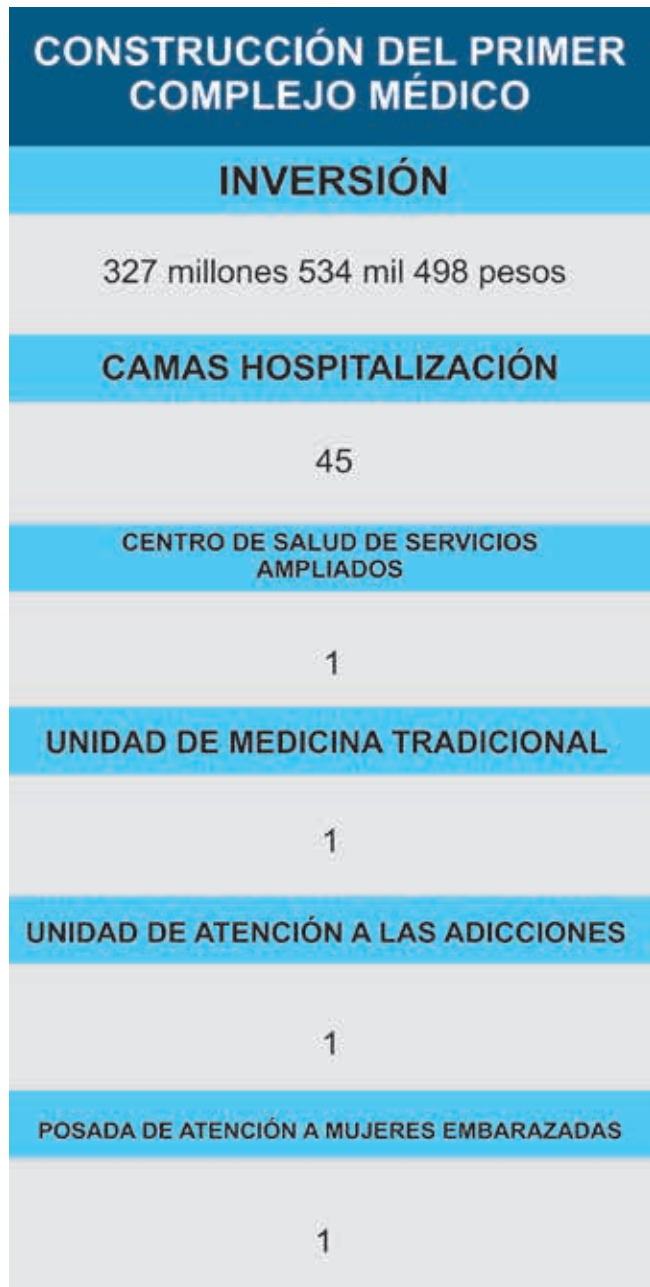 CONSTRUCCIÓN DEL PRIMER
COMPLEJO MÉDICO
INVERSIÓN
327 millones 534 mil 498 pesos
CAMAS HOSPITALIZACIÓN
45
CENTRO DE SALUD DE SERVICIOS
AMPLIADOS
1
UNIDAD DE MEDICINA TRADICIONAL
1
UNIDAD DE ATENCIÓN A LAS ADICCIONES
1
POSADA DE ATENCIÓN A MUJERES EMBARAZADAS
1